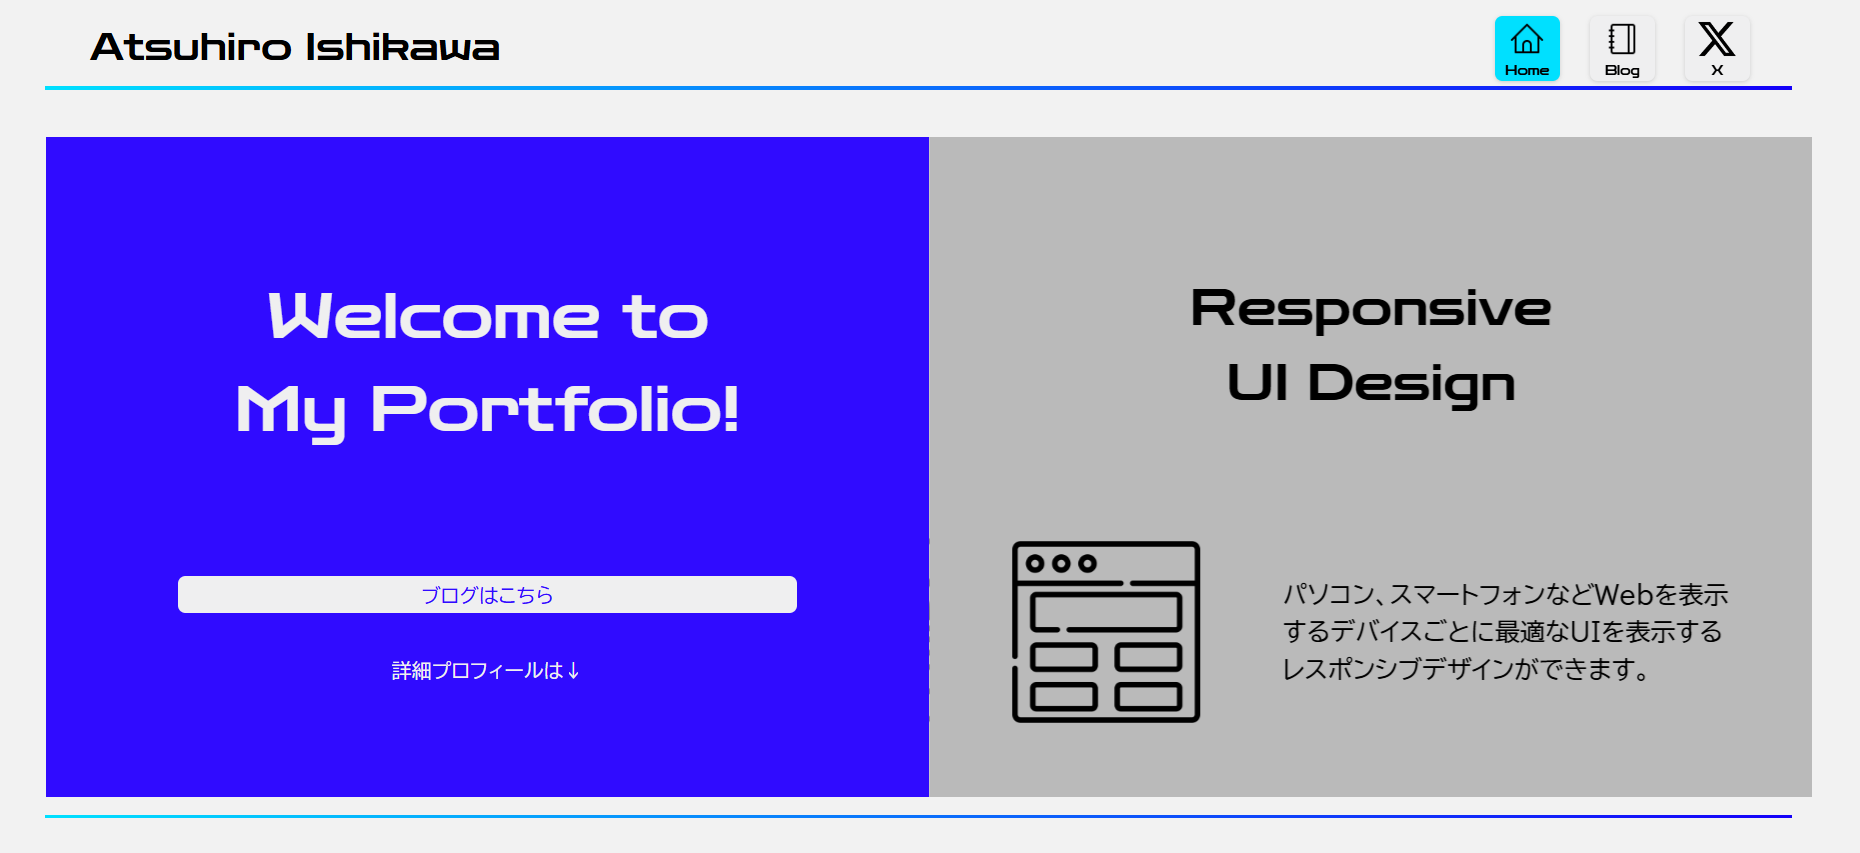 Atsuhiro Ishikawa
Home
Blog
X
Welcome to
My Portfolio!
ブログはこちら
詳細プロフィールは↓
Responsive
UI Design
パソコン、スマートフォンなどWebを表示
するデバイスごとに最適なUIを表示する
レスポンシブデザインができます。